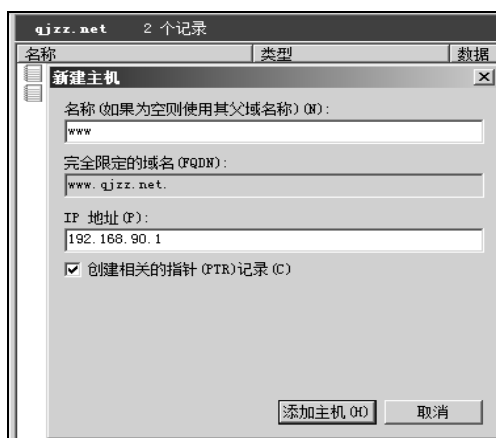 qjzz.net 2 个记录
名称 类型 数据
新建主机
名称(如果为空则使用其父域名称)(N):
www
完全限定的域名(FQDN):
www.qjzz.net.
IP 地址(P):
192.168.90.1
创建相关的指针(PTR)记录(C)
添加主机(H) 取消